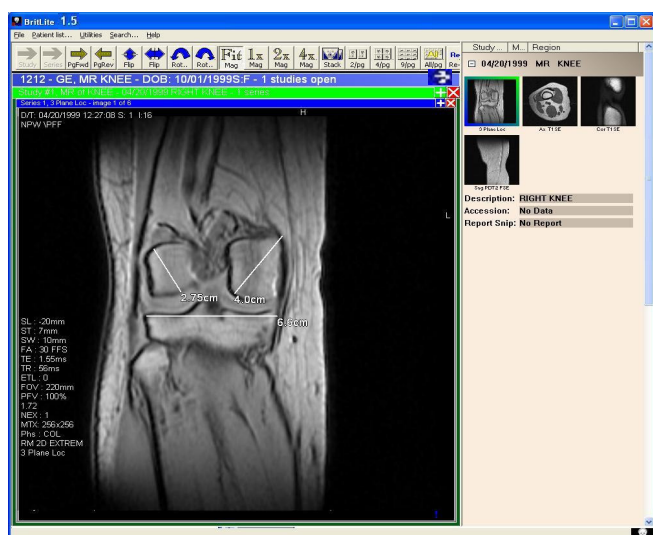 BritLite 1.5
File Patient list... Utilities Search... Help
Study Series PgFwd PgRev Flip Flip Rot... Rot... Fit Mag 1x Mag 2x Mag 4x Mag Stack 2/pg 4/pg 9/pg All/pg Re-
1212 - GE, MR KNEE - DOB: 10/01/1999S:F - 1 studies open
Study #1, MR of KNEE - 04/20/1999 RIGHT KNEE 1 series
Series 1, 3 Plane Loc - image 1 of 6
D/T: 04/20/1999 12:27:08 S: 1 I:16
NPW \PFF
H
L
2.75cm
4.0cm
6.5cm
SL : -20mm
ST : 7mm
SW : 10mm
FA : 30 FFS
TE : 1.55ms
TR : 56ms
ETL : 0
FOV : 220mm
PFV : 100%
1.72
NEX : 1
MTX: 256x256
Phs : COL
RM 2D EXTREM
3 Plane Loc
Study... M... Region
04/20/1999 MR KNEE
3 Plane Loc
Ax T1 SE
Cor T1 SE
Sag PDT2 FSE
Description: RIGHT KNEE
Accession: No Data
Report Snip: No Report